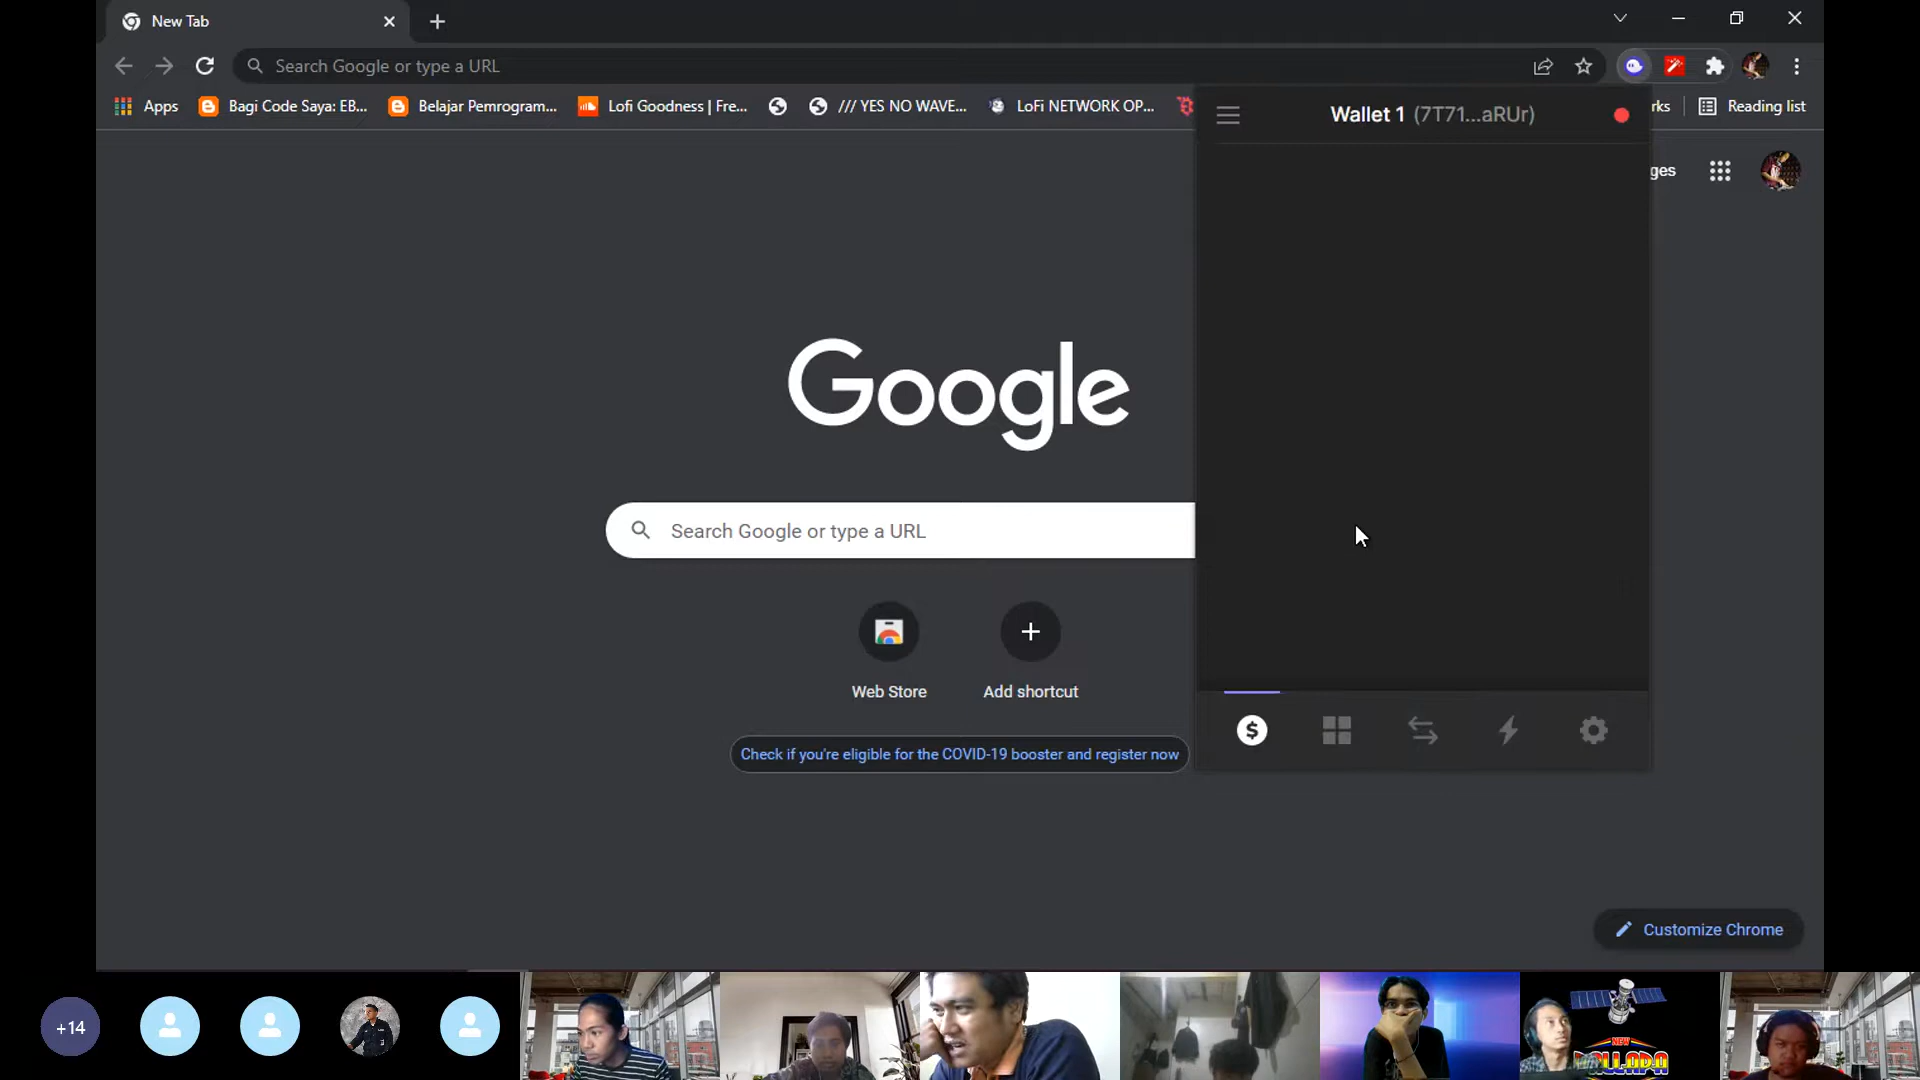 New Tab
Search Google or type a URL
Apps
Bagi Code Saya: EB...
Belajar Pemrogram...
Lofi Goodness | Fre...
/// YES NO WAVE...
LoFi NETWORK OP...
rks
Reading list
Wallet 1 (7T71...aRUr)
ges
Google
Search Google or type a URL
Web Store
Add shortcut
Check if you're eligible for the COVID-19 booster and register now
Customize Chrome
+14
NEW